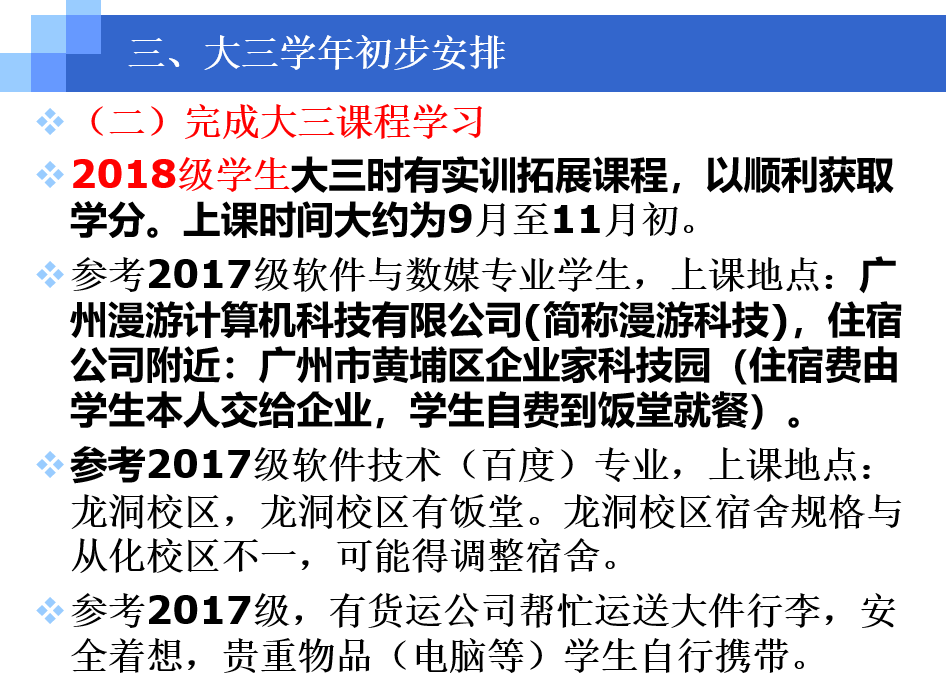 三、大三学年初步安排
（二）完成大三课程学习
2018级学生大三时有实训拓展课程，以顺利获取
学分。上课时间大约为9月至11月初。
参考2017级软件与数媒专业学生，上课地点：广
州漫游计算机科技有限公司(简称漫游科技)，住宿
公司附近：广州市黄埔区企业家科技园（住宿费由
学生本人交给企业，学生自费到饭堂就餐）。
参考2017级软件技术（百度）专业，上课地点：
龙洞校区，龙洞校区有饭堂。龙洞校区宿舍规格与
从化校区不一，可能得调整宿舍。
参考2017级，有货运公司帮忙运送大件行李，安
全着想，贵重物品（电脑等）学生自行携带。